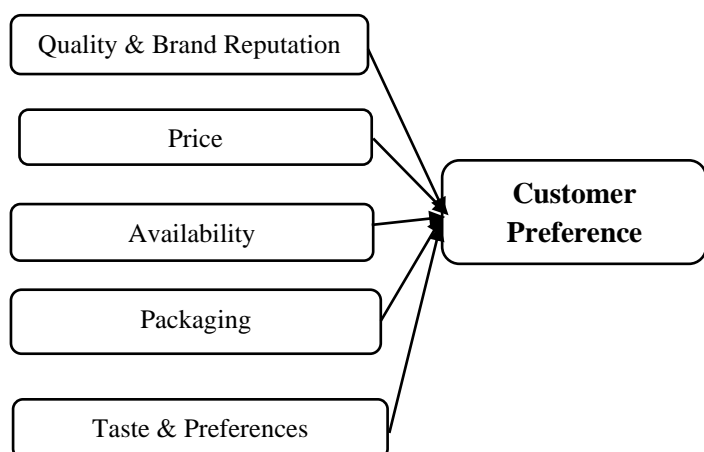 Quality & Brand Reputation
Price
Availability
Packaging
Taste & Preferences
Customer
Preference